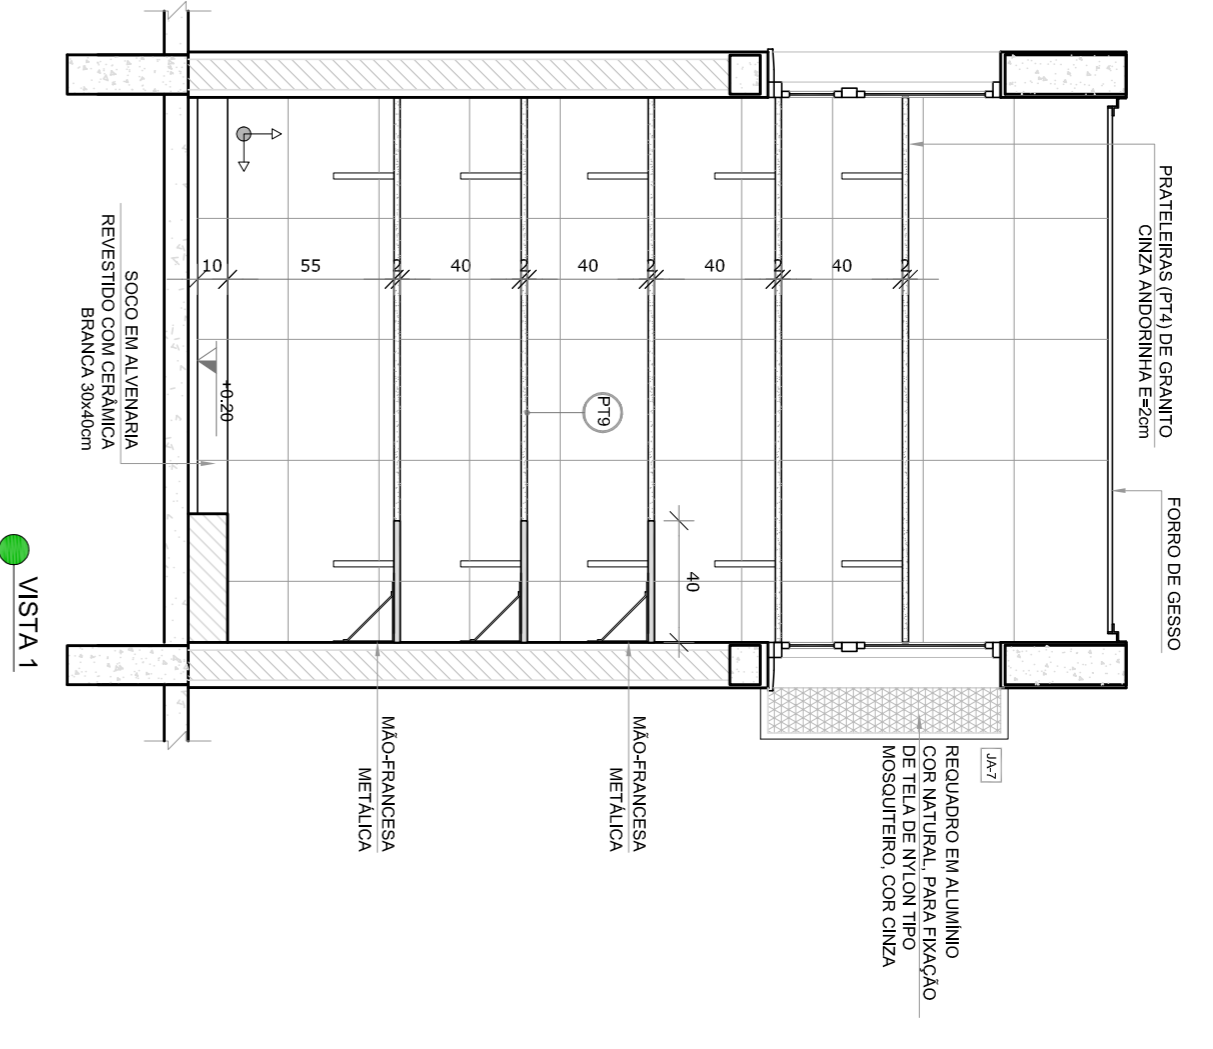 PRATELEIRAS (PT4) DE GRANITO
CINZA ANDORINHA E=2cm
FORRO DE GESSO
JA-7
REQUADRO EM ALUMÍNIO
COR NATURAL, PARA FIXAÇÃO
DE TELA DE NYLON TIPO
MOSQUITEIRO, COR CINZA
10
55
2
40
2
40
2
40
2
40
2
PT9
40
MÃO-FRANCESA
METÁLICA
MÃO-FRANCESA
METÁLICA
+0.20
SOCO EM ALVENARIA
REVESTIDO COM CERÂMICA
BRANCA 30x40cm
VISTA 1